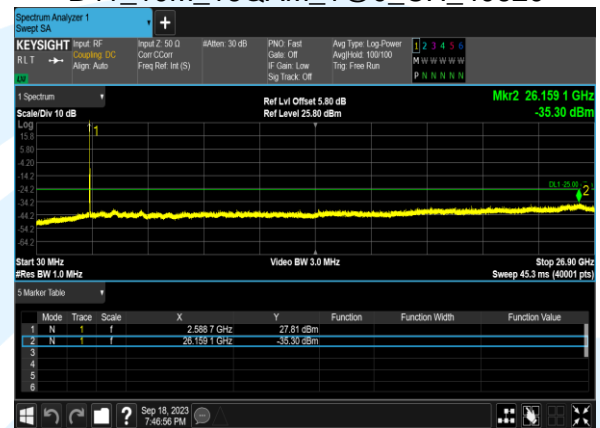 Spectrum Analyzer 1
Swept SA
+
KEYSIGHT
RLT
LW
Input: RF
Coupling: DC
Align: Auto
Input Z: 50 Ω
Corr CCorr
Freq Ref: Int (S)
#Atten: 30 dB
PNO: Fast
Gate: Off
IF Gain: Low
Sig Track: Off
Avg Type: Log-Power
Avg|Hold: 100/100
Trig: Free Run
1 2 3 4 5 6
M W W W W W
P N N N N N
1 Spectrum
Scale/Div 10 dB
Ref Lvl Offset 5.80 dB
Ref Level 25.80 dBm
Mkr2 26.159 1 GHz
-35.30 dBm
Log
15.8
5.80
-4.20
-14.2
-24.2
-34.2
-44.2
-54.2
-64.2
1
DL1 -25.00
2
Start 30 MHz
#Res BW 1.0 MHz
Video BW 3.0 MHz
Stop 26.90 GHz
Sweep 45.3 ms (40001 pts)
5 Marker Table
Mode Trace Scale X Y Function Function Width Function Value
1 N 1 f 2.588 7 GHz 27.81 dBm
2 N 1 f 26.159 1 GHz -35.30 dBm
3
4
5
6
?
Sep 18, 2023
7:46:56 PM